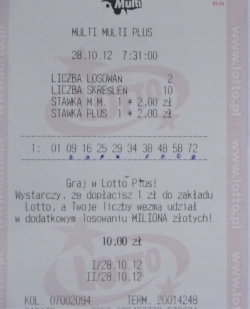 Multi
MULTI MULTI PLUS
28.10.12 7:31:00
LICZBA LOSOWAŃ 2
LICZBA SKREŚLEŃ 10
STAWKA M.M. 1 * 2,00 zł
STAWKA PLUS 1 * 2,00 zł
1: 01 09 16 25 29 34 38 48 58 72
Graj w Lotto Plus!
Wystarczy, że dopłacisz 1 zł do zakładu
Lotto, a Twoje liczby wezmą udział
w dodatkowym losowaniu MILIONA złotych!
10,00 zł
I/28.10.12
II/28.10.12
KOL. 07002094 TERM. 20014248